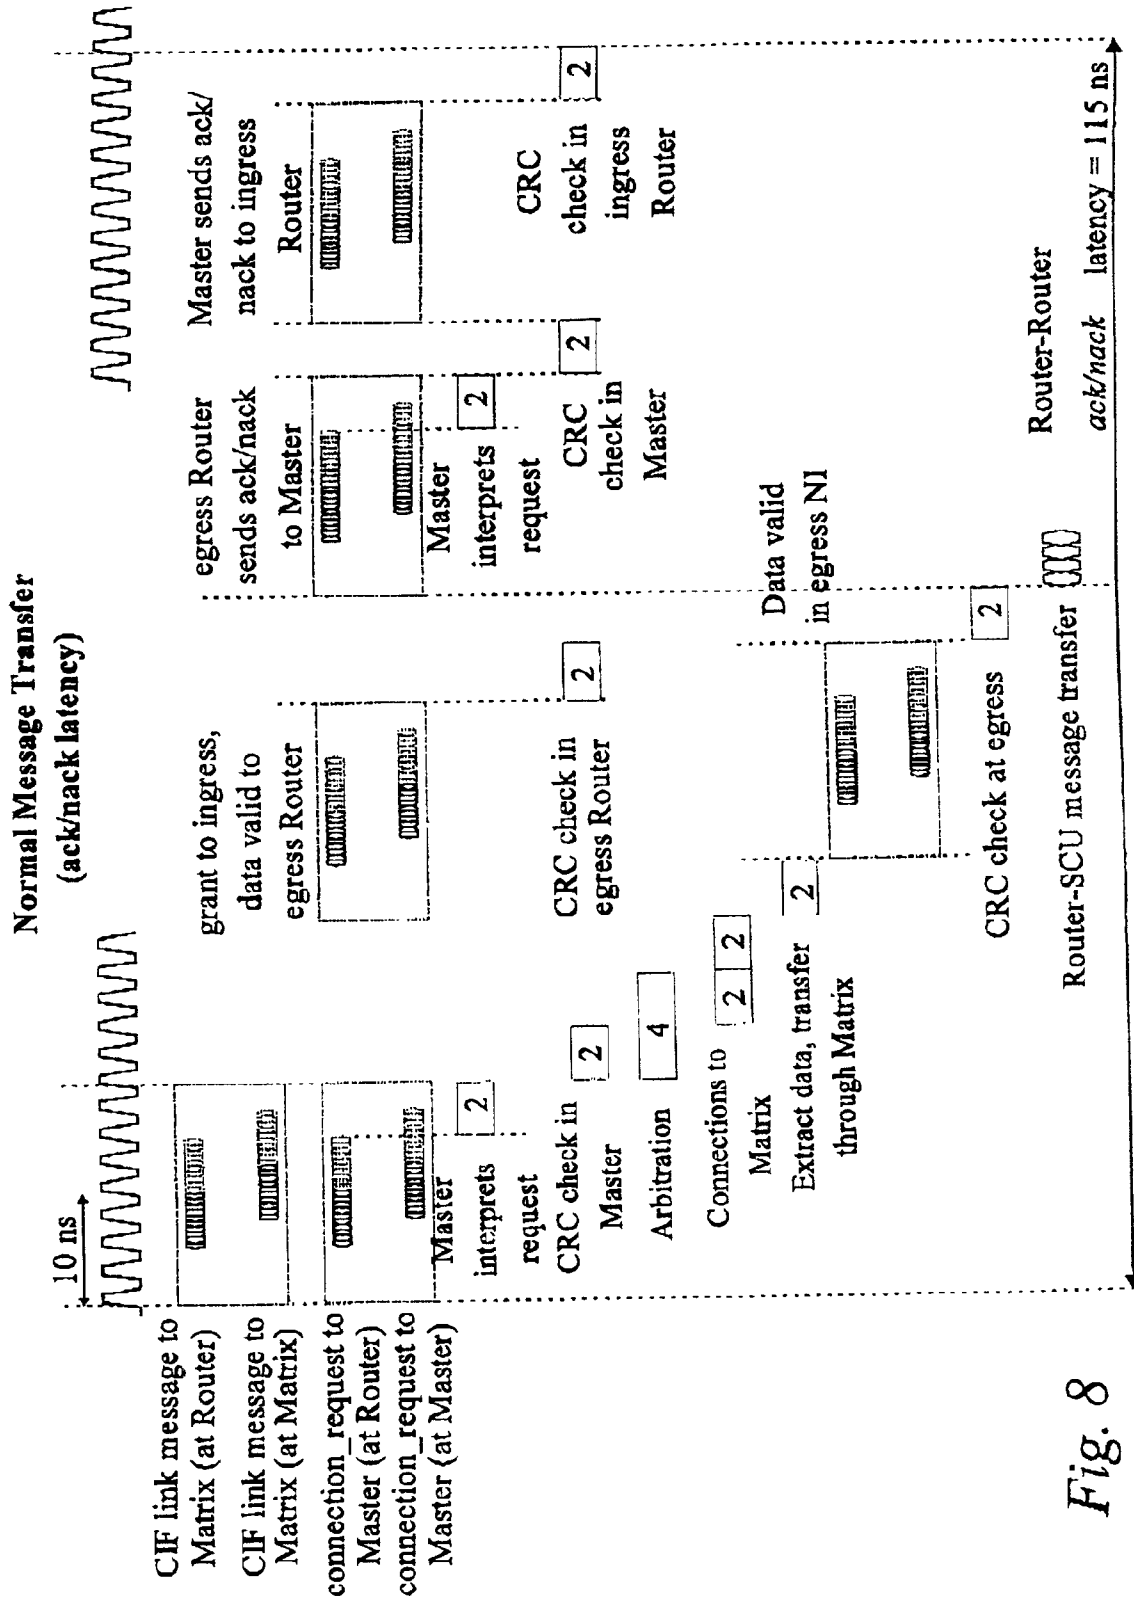 Normal Message Transfer
(ack/nack latency)
10 ns
CIF link message to
Matrix (at Router)
CIF link message to
Matrix (at Matrix)
connection_request to
Master (at Router)
connection_request to
Master (at Master)
Master
interprets
request
2
CRC check in
Master
2
Arbitration
4
Connections to
Matrix
2
2
Extract data, transfer
through Matrix
2
grant to ingress,
data valid to
egress Router
CRC check in
egress Router
2
Data valid
in egress NI
CRC check at egress
2
Router-SCU message transfer
egress Router
sends ack/nack
to Master
Master
interprets
request
2
CRC
check in
Master
2
Master sends ack/
nack to ingress
Router
CRC
check in
ingress
Router
2
Router-Router
ack/nack latency = 115 ns
Fig. 8